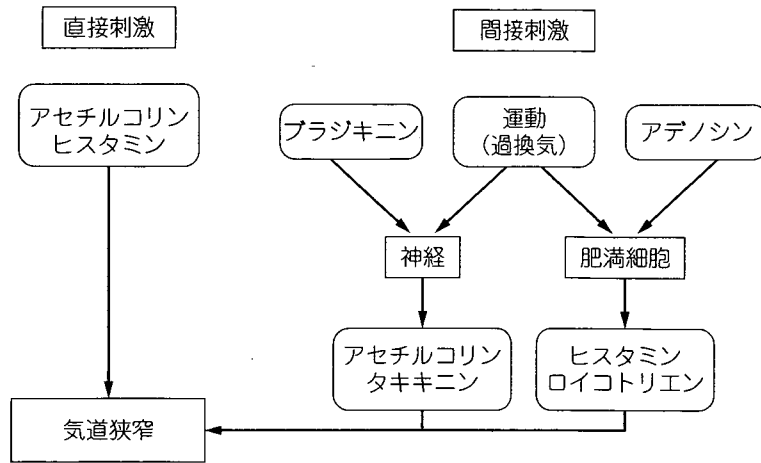 直接刺激
間接刺激
アセチルコリン
ヒスタミン
ブラジキニン
運動
(過換気)
アデノシン
神経
肥満細胞
アセチルコリン
タキキニン
ヒスタミン
ロイコトリエン
気道狭窄